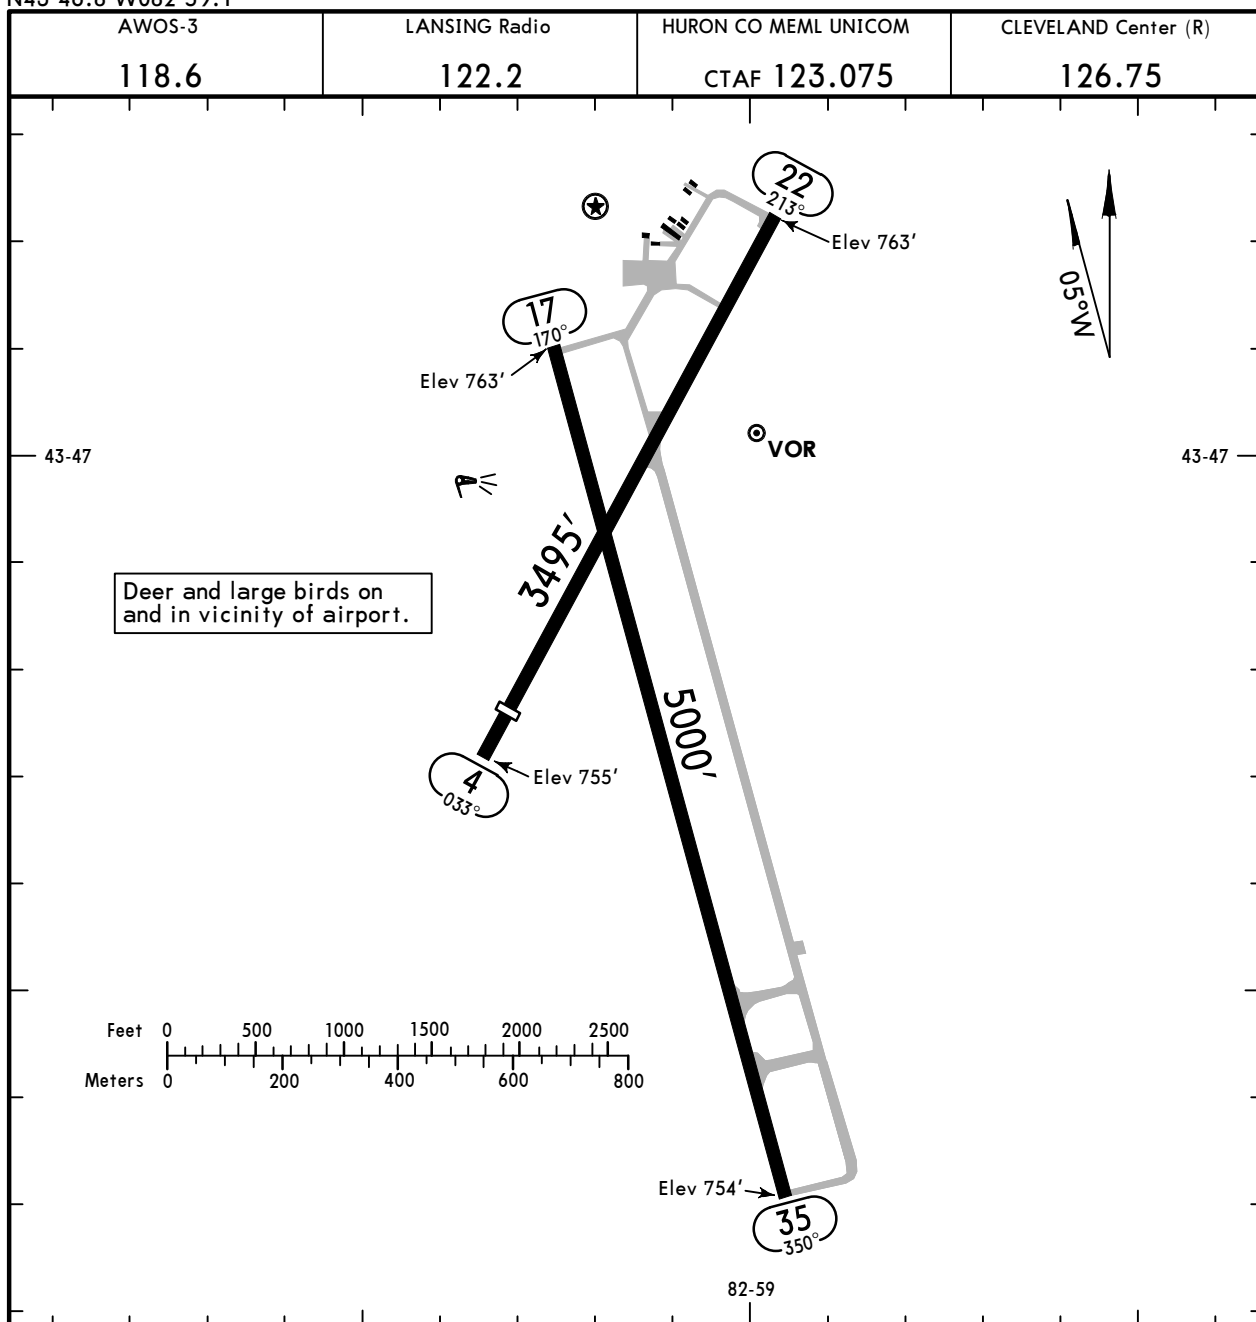 AWOS-3
118.6
LANSING Radio
122.2
HURON CO MEML UNICOM
CTAF 123.075
CLEVELAND Center (R)
126.75
22
213°
Elev 763'
05°W
17
170°
Elev 763'
VOR
43-47
43-47
3495'
Deer and large birds on
and in vicinity of airport.
5000'
4
033°
Elev 755'
Feet 0 500 1000 1500 2000 2500
Meters 0 200 400 600 800
Elev 754'
35
350°
82-59